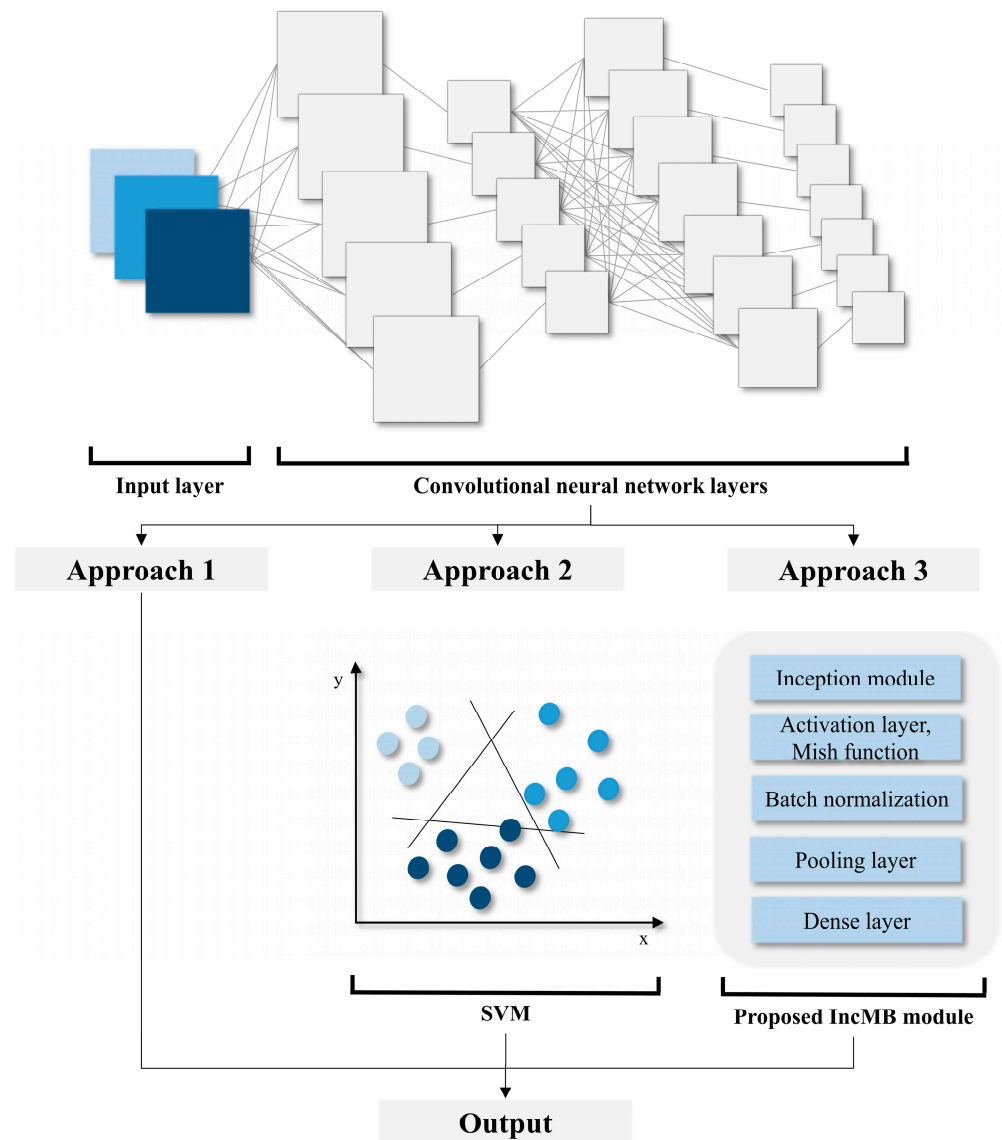 Input layer
Convolutional neural network layers
Approach 1
Approach 2
Approach 3
y
x
Inception module
Activation layer,
Mish function
Batch normalization
Pooling layer
Dense layer
SVM
Proposed IncMB module
Output